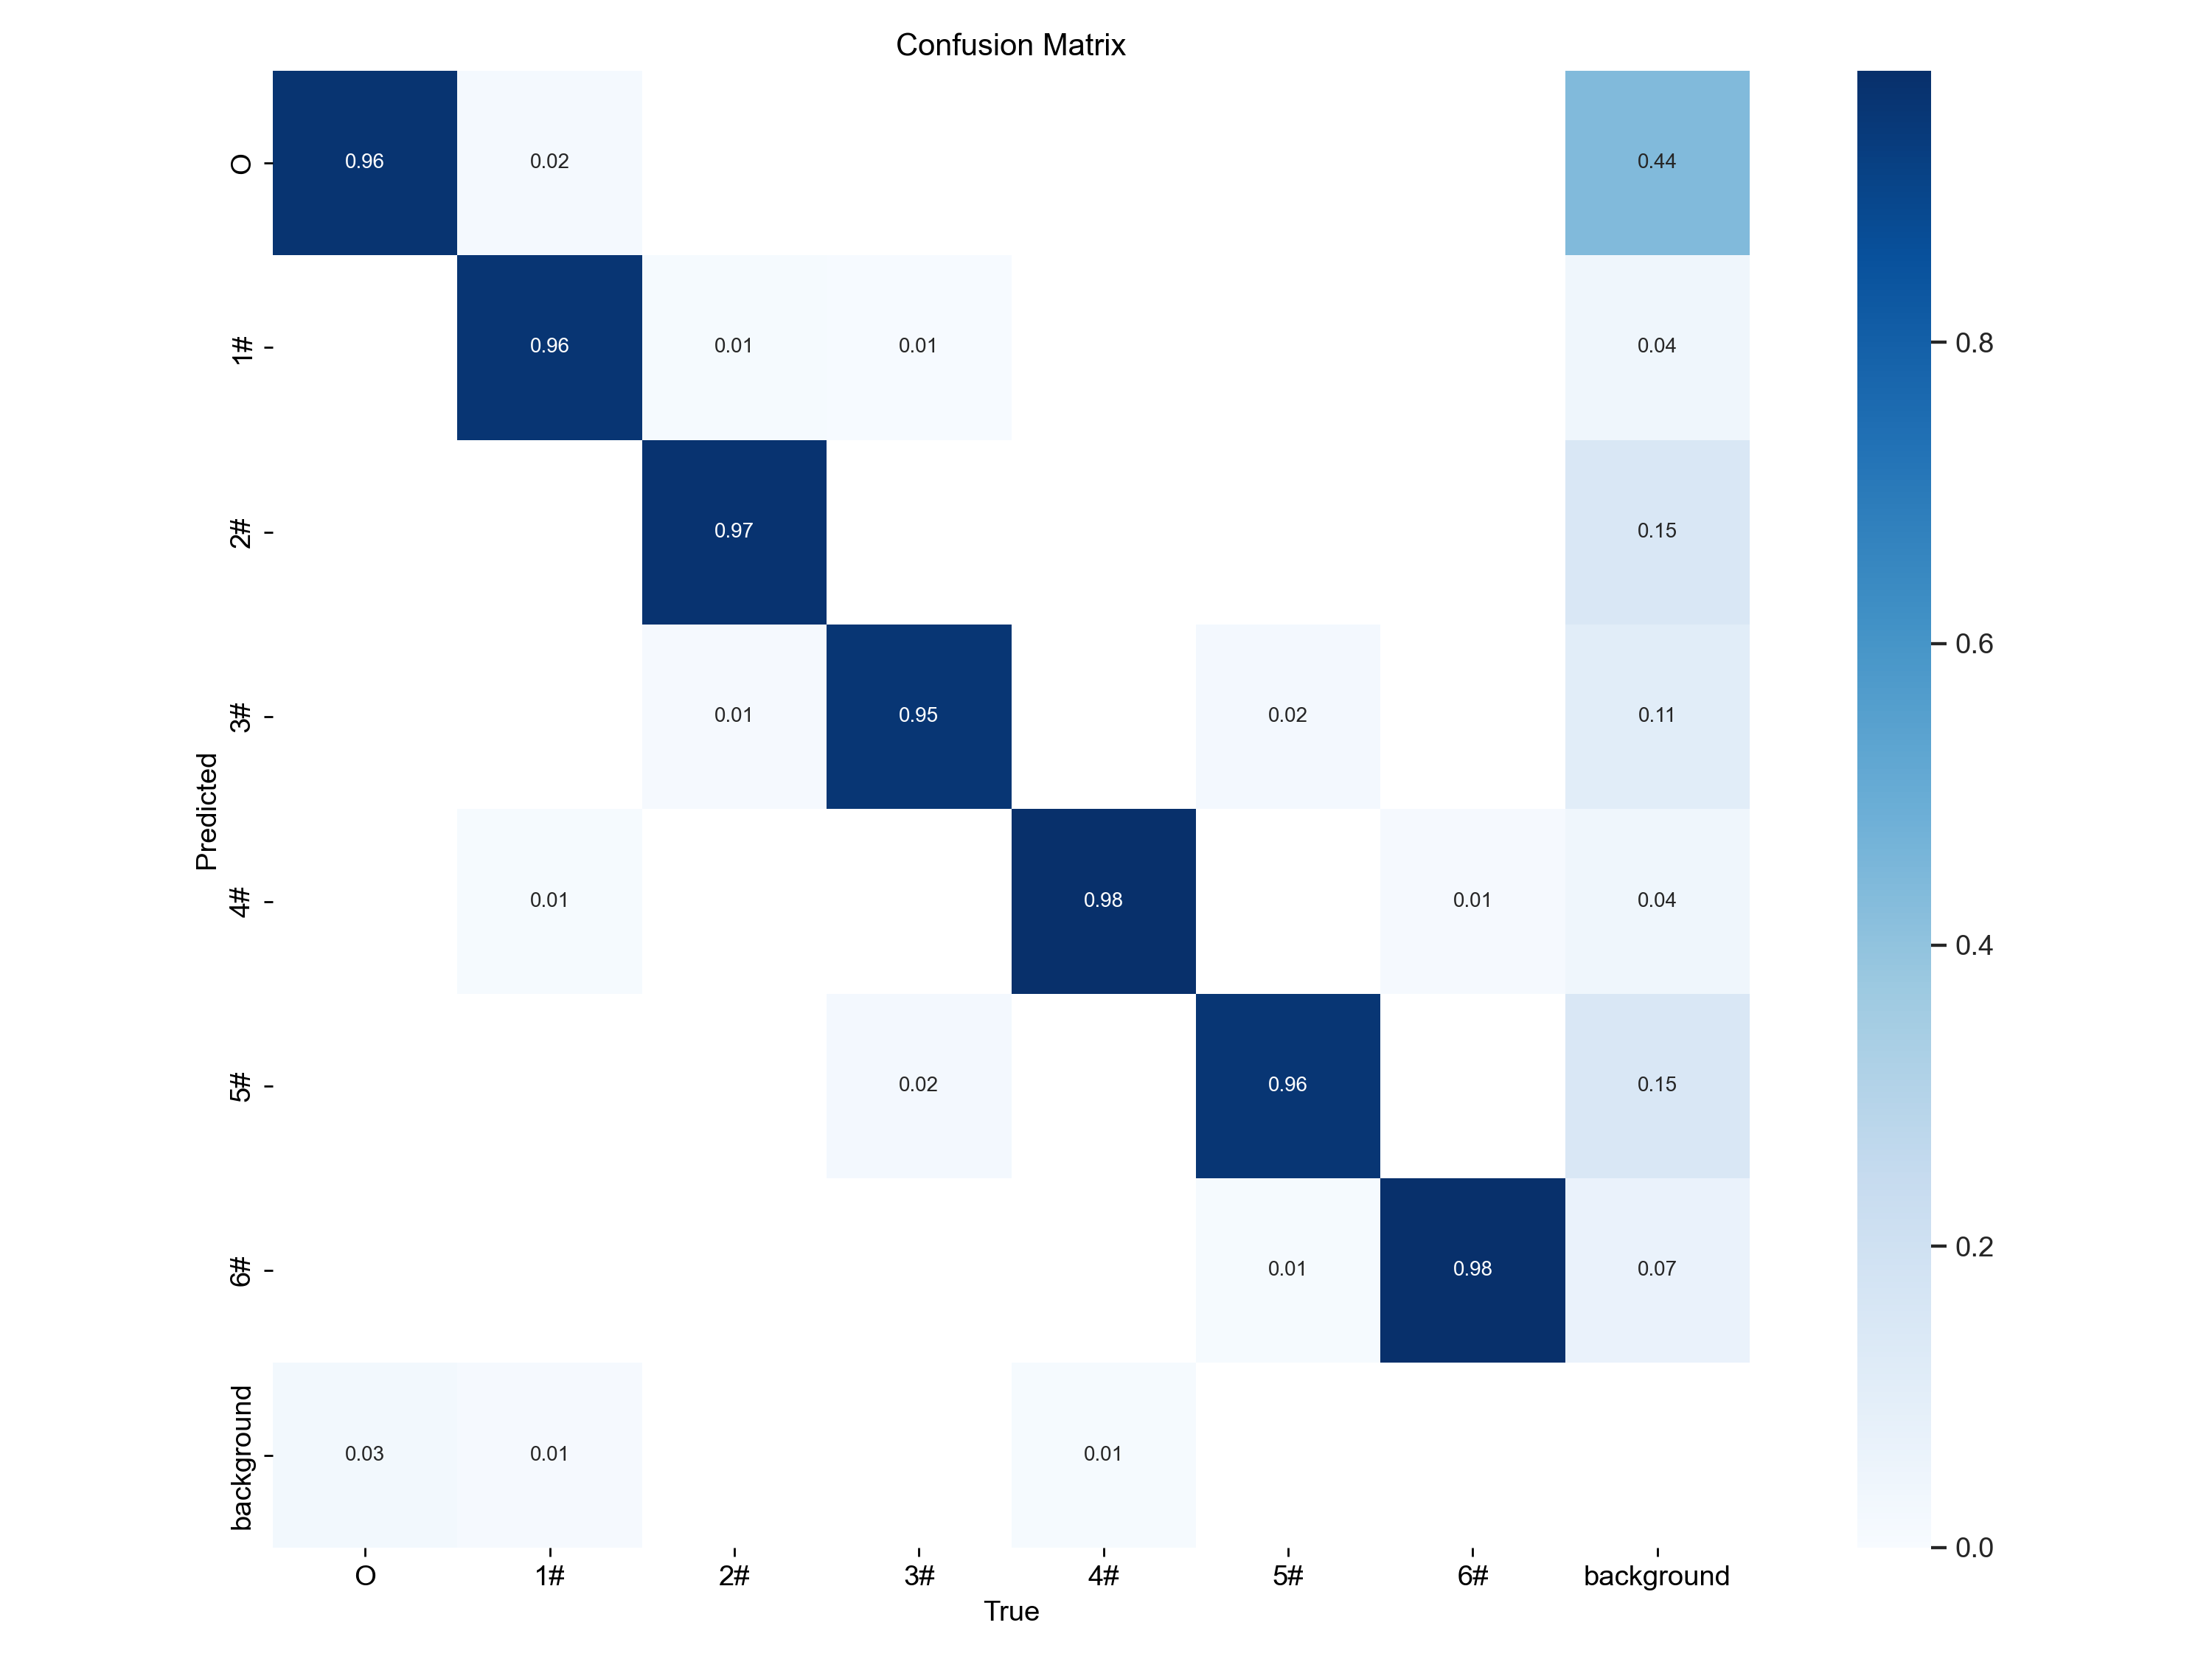 Confusion Matrix
O 0.96 0.02 0.44
1# 0.96 0.01 0.01 0.04 0.8
2# 0.97 0.15
0.6
3# 0.01 0.95 0.02 0.11
Predicted
4# 0.01 0.98 0.01 0.04 0.4
5# 0.02 0.96 0.15
0.2
6# 0.01 0.98 0.07
background 0.03 0.01 0.01
0.0
O 1# 2# 3# 4# 5# 6# background
True